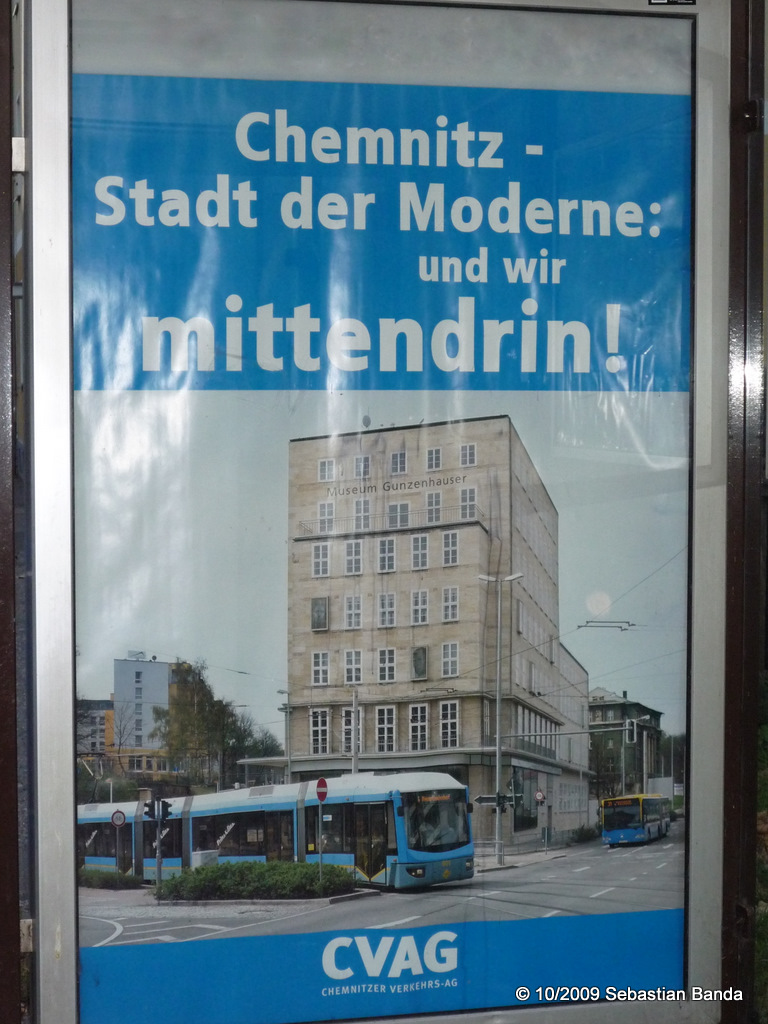 Chemnitz -
Stadt der Moderne:
und wir
mittendrin!
Museum Gunzenhauser
CVAG
CHEMNITZER VERKEHRS-AG
© 10/2009 Sebastian Banda